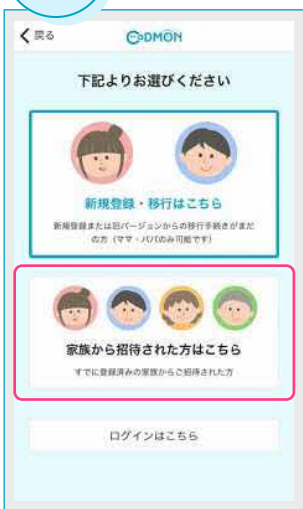 戻る
CoDMON
下記よりお選びください
新規登録・移行はこちら
新規登録または旧バージョンからの移行手続きがまだ
の方（ママ・パパのみ可能です）
家族から招待された方はこちら
すでに登録済みの家族からご招待された方
ログインはこちら